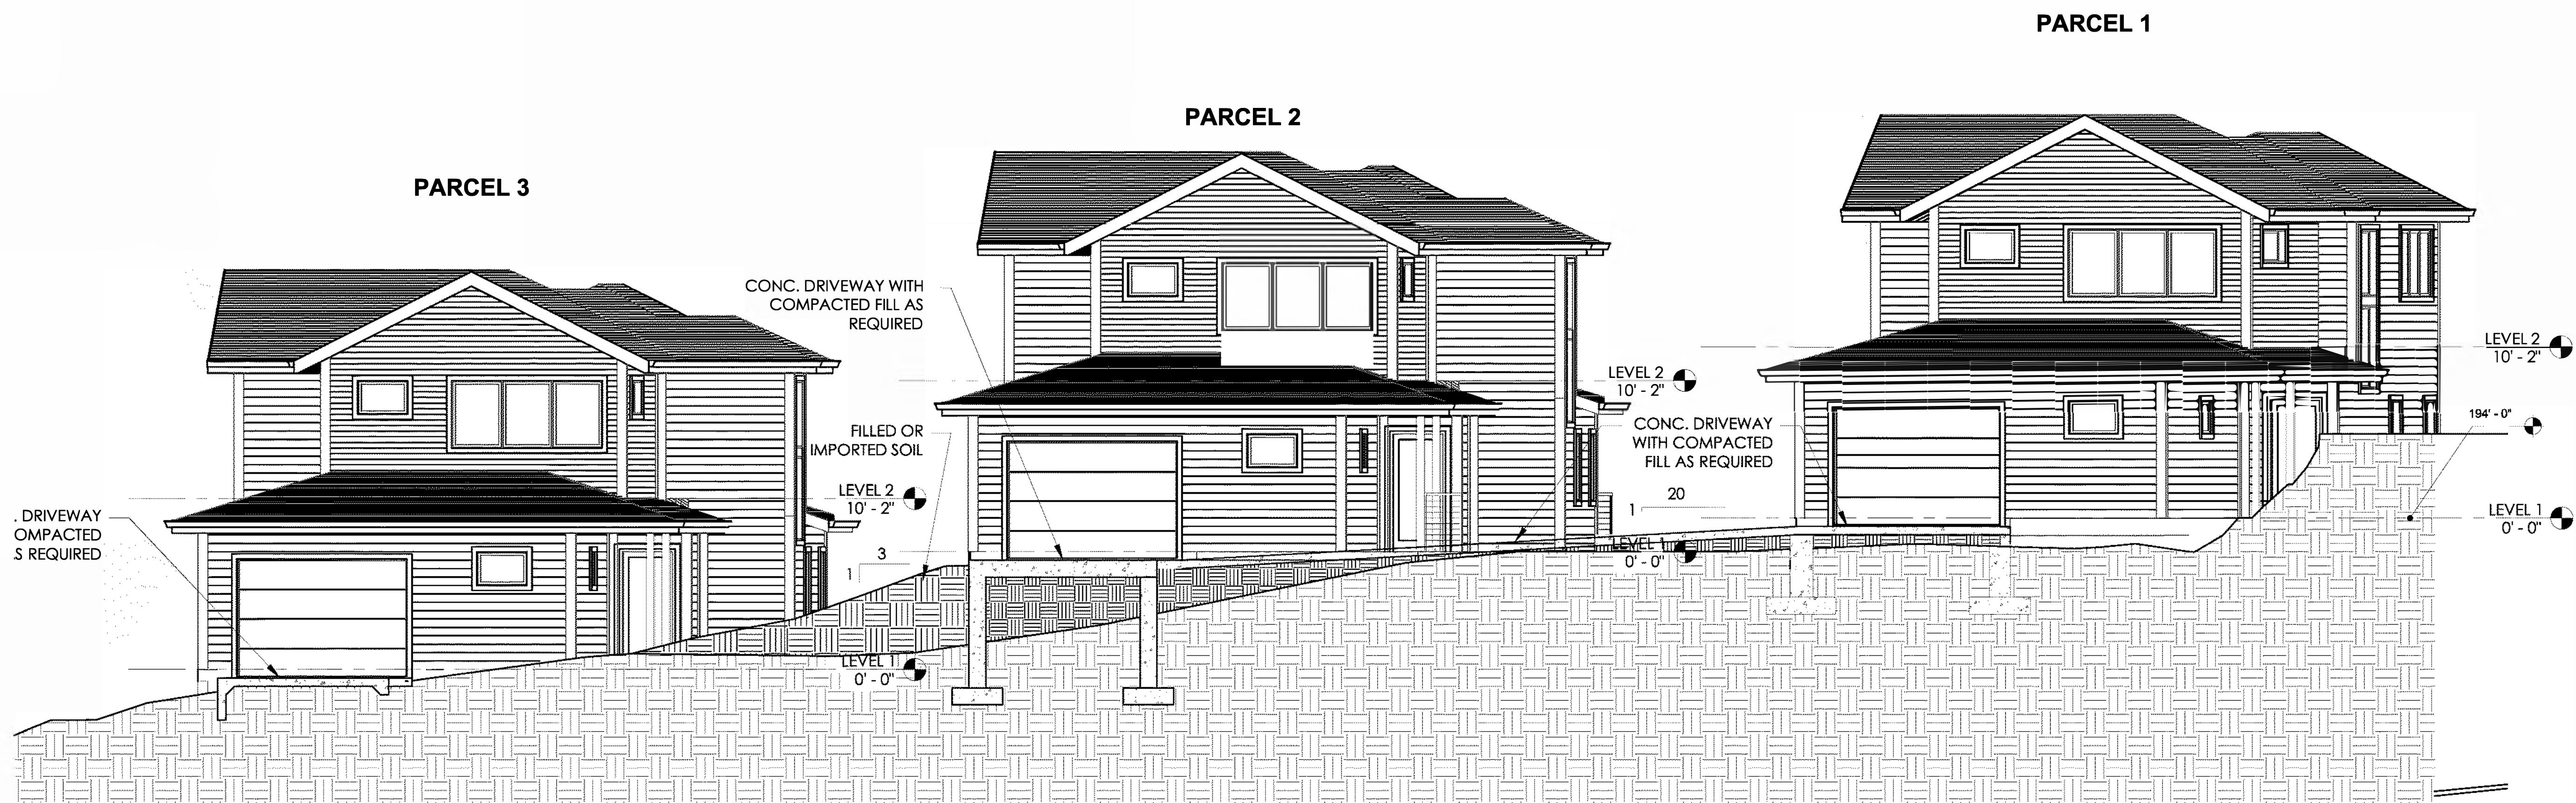 PARCEL 1
PARCEL 2
PARCEL 3
CONC. DRIVEWAY WITH
COMPACTED FILL AS
REQUIRED
LEVEL 2
10' - 2"
LEVEL 2
10' - 2"
194' - 0"
FILLED OR
IMPORTED SOIL
CONC. DRIVEWAY
WITH COMPACTED
FILL AS REQUIRED
LEVEL 2
10' - 2"
20
1
LEVEL 1
0' - 0"
. DRIVEWAY
OMPACTED
S REQUIRED
3
1
LEVEL 1
0' - 0"
LEVEL 1
0' - 0"